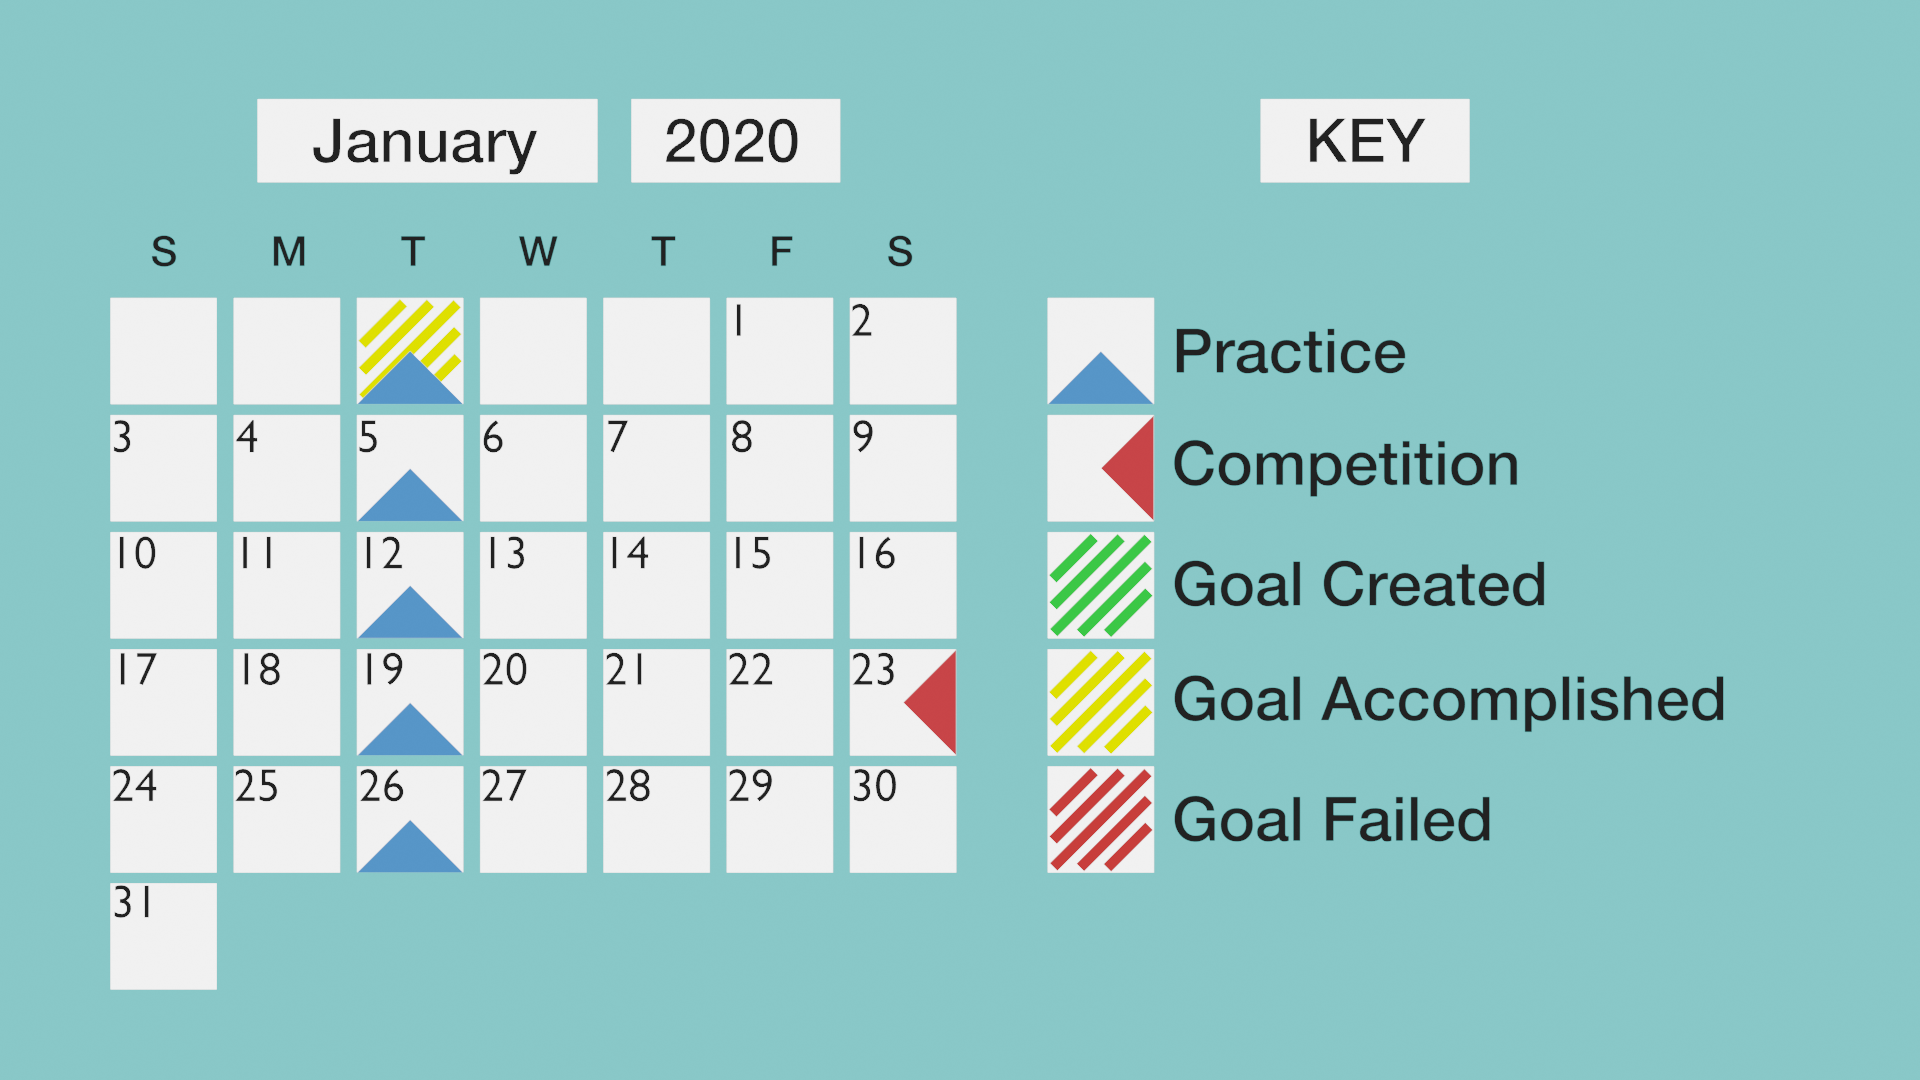 January 2020
KEY
S M T W T F S
1 2
3 4 5 6 7 8 9
10 11 12 13 14 15 16
17 18 19 20 21 22 23
24 25 26 27 28 29 30
31
Practice
Competition
Goal Created
Goal Accomplished
Goal Failed